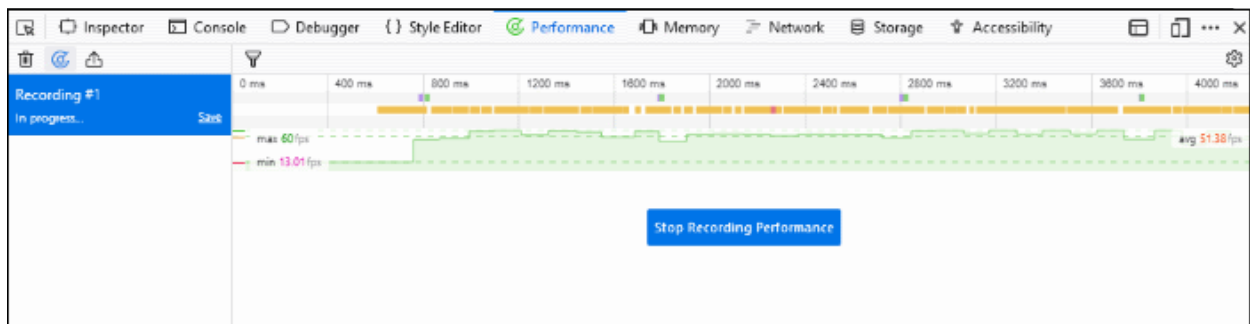 Inspector Console Debugger { } Style Editor Performance Memory Network Storage Accessibility
0 ms 400 ms 800 ms 1200 ms 1600 ms 2000 ms 2400 ms 2800 ms 3200 ms 3600 ms 4000 ms
Recording #1
In progress... Save
max 60 fps avg 51.38 fps
min 13.01 fps
Stop Recording Performance